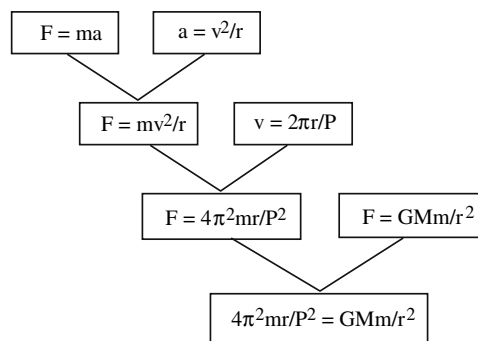 F = ma
a = v²/r
F = mv²/r
v = 2πr/P
F = 4π²mr/P²
F = GMm/r²
4π²mr/P² = GMm/r²